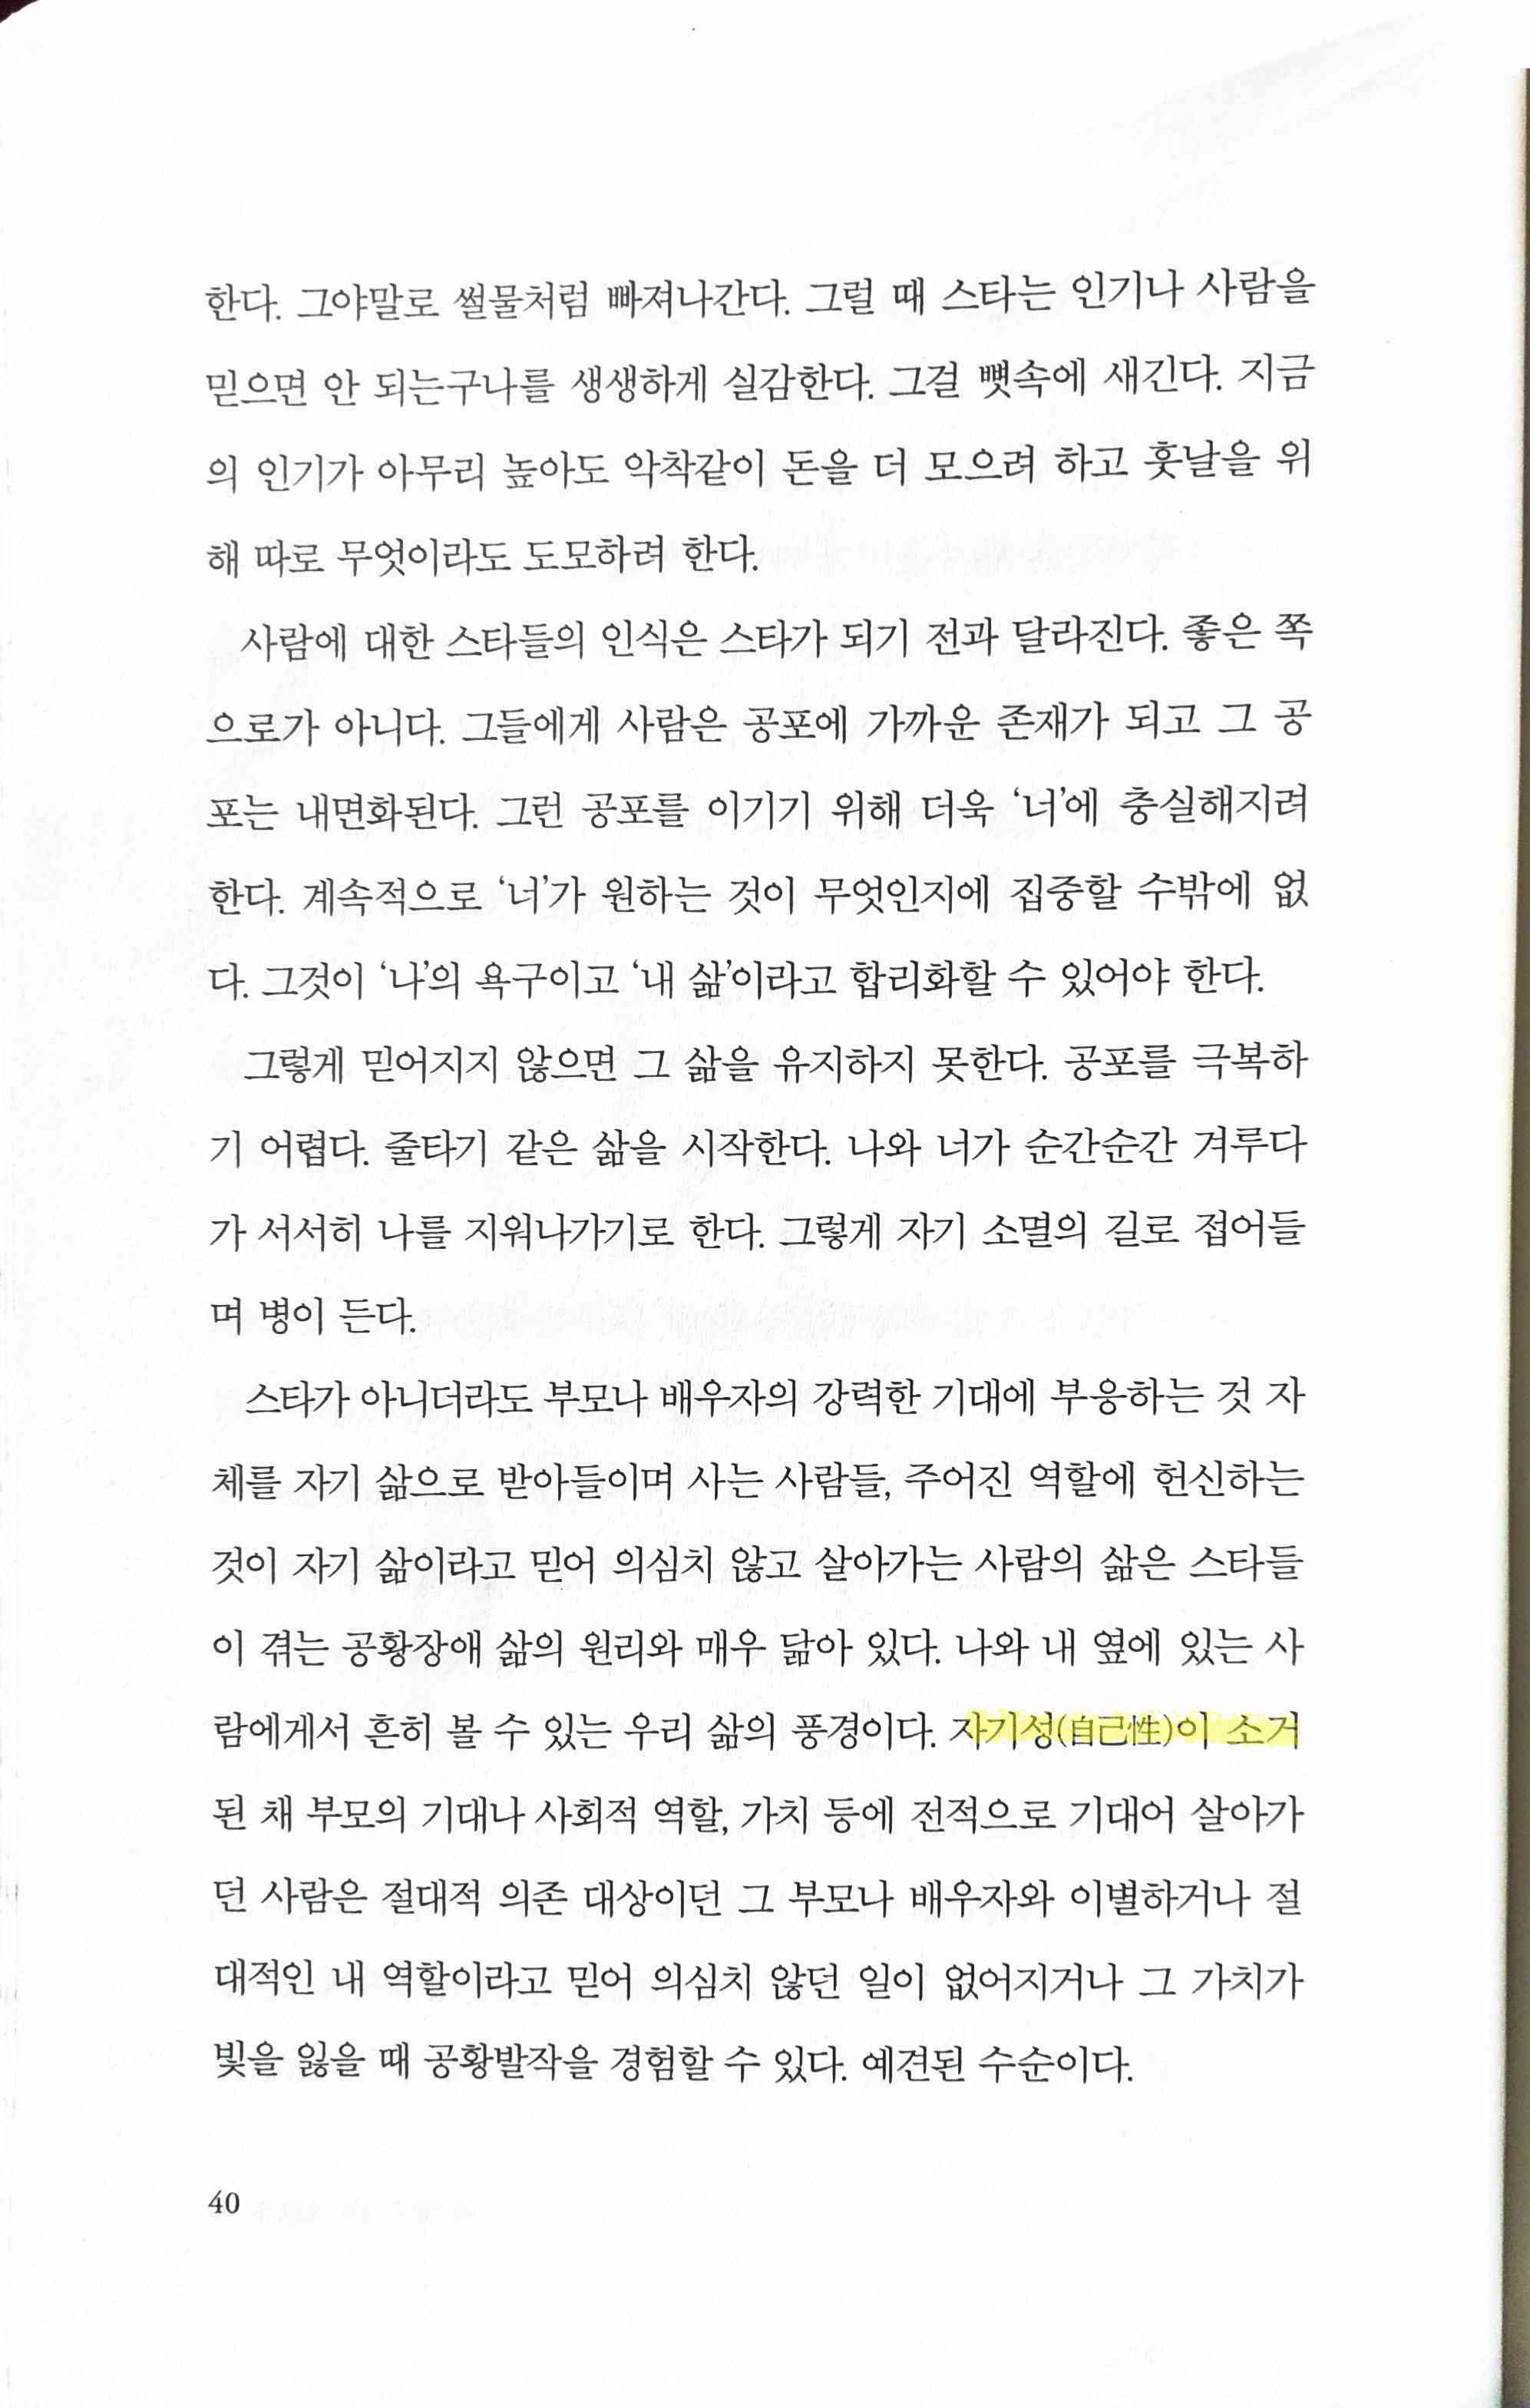 한다. 그야말로 썰물처럼 빠져나간다. 그럴 때 스타는 인기나 사람을
믿으면 안 되는구나를 생생하게 실감한다. 그걸 뼛속에 새긴다. 지금
의 인기가 아무리 높아도 악착같이 돈을 더 모으려 하고 훗날을 위
해 따로 무엇이라도 도모하려 한다.
사람에 대한 스타들의 인식은 스타가 되기 전과 달라진다. 좋은 쪽
으로가 아니다. 그들에게 사람은 공포에 가까운 존재가 되고 그 공
포는 내면화된다. 그런 공포를 이기기 위해 더욱 ‘너’에 충실해지려
한다. 계속적으로 ‘너’가 원하는 것이 무엇인지에 집중할 수밖에 없
다. 그것이 ‘나’의 욕구이고 ‘내 삶’이라고 합리화할 수 있어야 한다.
그렇게 믿어지지 않으면 그 삶을 유지하지 못한다. 공포를 극복하
기 어렵다. 줄타기 같은 삶을 시작한다. 나와 너가 순간순간 겨루다
가 서서히 나를 지워나가기로 한다. 그렇게 자기 소멸의 길로 접어들
며 병이 든다.
스타가 아니더라도 부모나 배우자의 강력한 기대에 부응하는 것 자
체를 자기 삶으로 받아들이며 사는 사람들, 주어진 역할에 헌신하는
것이 자기 삶이라고 믿어 의심치 않고 살아가는 사람의 삶은 스타들
이 겪는 공황장애 삶의 원리와 매우 닮아 있다. 나와 내 옆에 있는 사
람에게서 흔히 볼 수 있는 우리 삶의 풍경이다. 자기성(自己性)이 소거
된 채 부모의 기대나 사회적 역할, 가치 등에 전적으로 기대어 살아가
던 사람은 절대적 의존 대상이던 그 부모나 배우자와 이별하거나 절
대적인 내 역할이라고 믿어 의심치 않던 일이 없어지거나 그 가치가
빛을 잃을 때 공황발작을 경험할 수 있다. 예견된 수순이다.
40